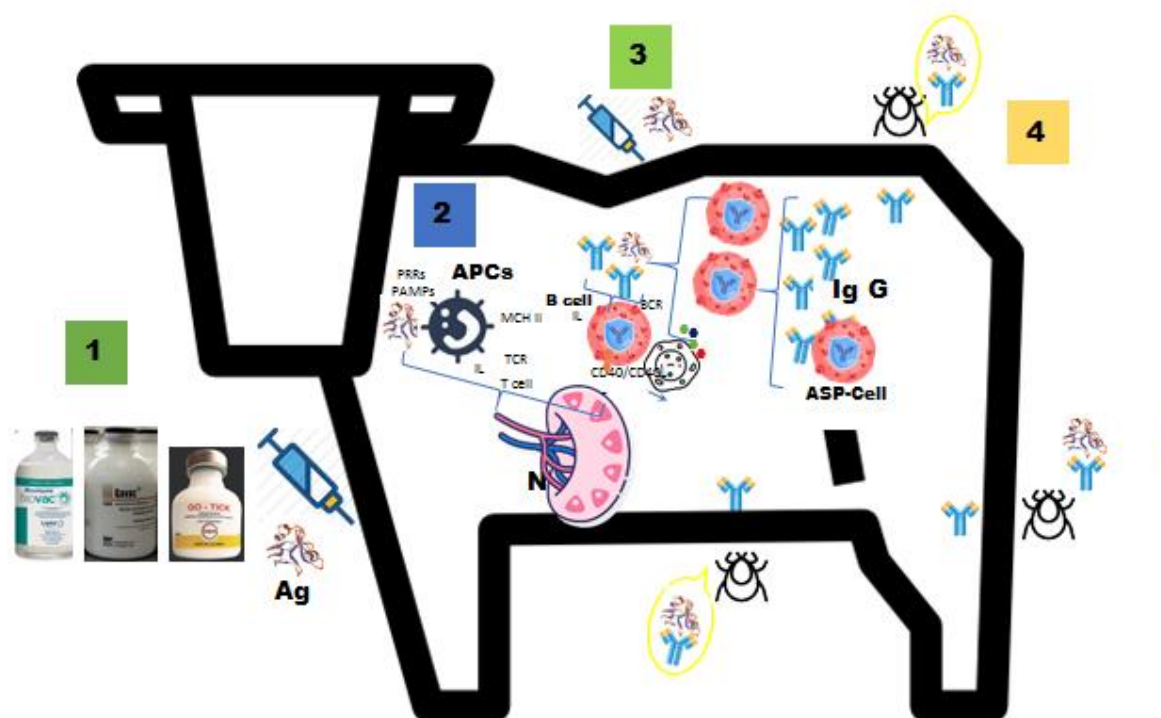 3
4
2
PRRs
PAMPs
APCs
MCH II
IL
TCR
T cell
B cell
IL
BCR
CD40/CD40L
Ig G
ASP-Cell
1
GO - TICK
N
Ag